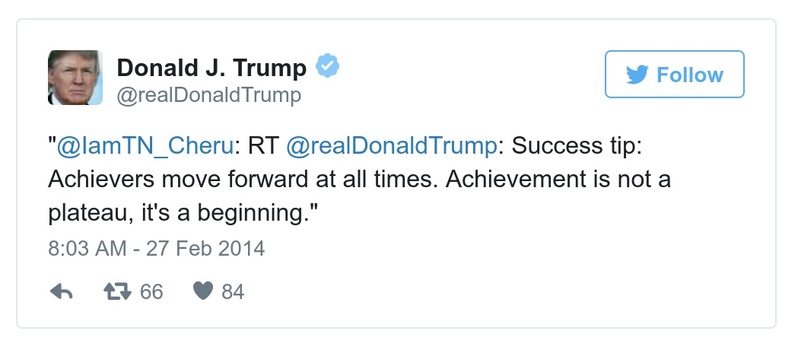 Donald J. Trump
@realDonaldTrump
Follow
"@IamTN_Cheru: RT @realDonaldTrump: Success tip:
Achievers move forward at all times. Achievement is not a
plateau, it's a beginning."
8:03 AM - 27 Feb 2014
66 84